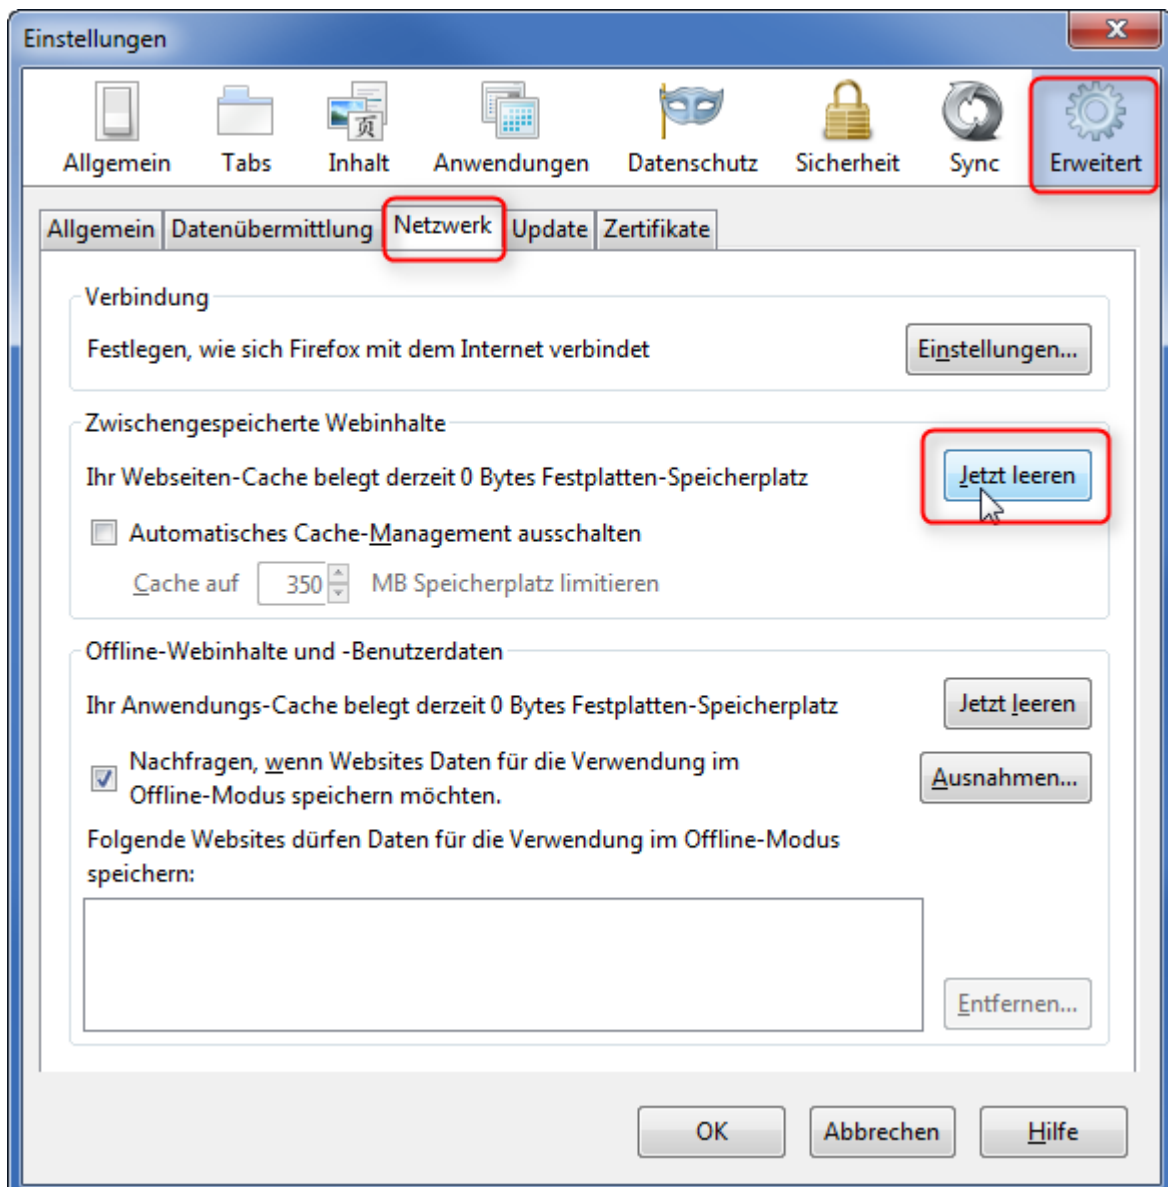 Einstellungen
页
Allgemein Tabs Inhalt Anwendungen Datenschutz Sicherheit Sync Erweitert
Allgemein Datenübermittlung Netzwerk Update Zertifikate
Verbindung
Festlegen, wie sich Firefox mit dem Internet verbindet Einstellungen...
Zwischengespeicherte Webinhalte
Ihr Webseiten-Cache belegt derzeit 0 Bytes Festplatten-Speicherplatz Jetzt leeren
Automatisches Cache-Management ausschalten
Cache auf 350 MB Speicherplatz limitieren
Offline-Webinhalte und -Benutzerdaten
Ihr Anwendungs-Cache belegt derzeit 0 Bytes Festplatten-Speicherplatz Jetzt leeren
Nachfragen, wenn Websites Daten für die Verwendung im
Offline-Modus speichern möchten. Ausnahmen...
Folgende Websites dürfen Daten für die Verwendung im Offline-Modus
speichern:
Entfernen...
OK Abbrechen Hilfe